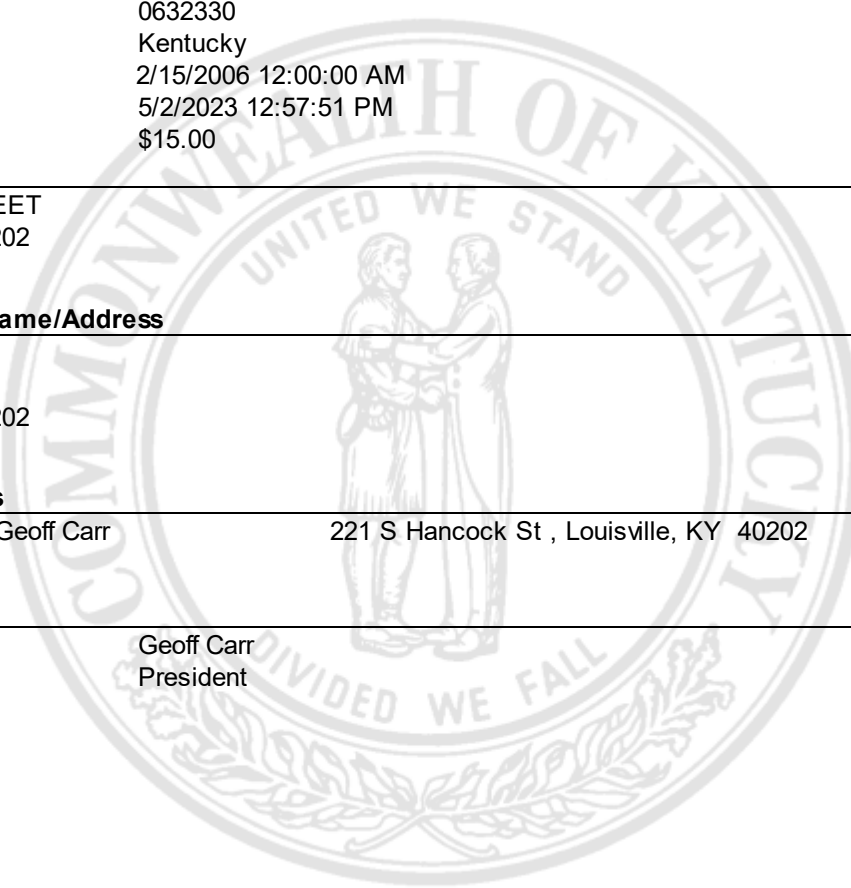 0632330
Kentucky
2/15/2006 12:00:00 AM
5/2/2023 12:57:51 PM
$15.00
EET
202
ame/Address
202
s
Geoff Carr 221 S Hancock St , Louisville, KY 40202
Geoff Carr
President
COMMONWEALTH OF KENTUCKY
UNITED WE STAND
DIVIDED WE FALL